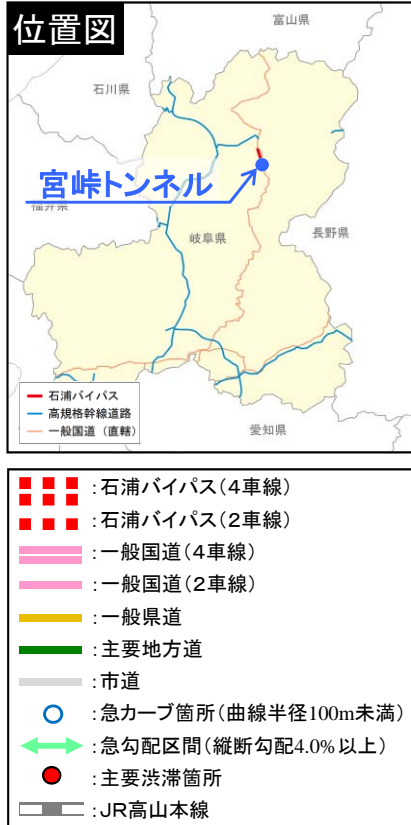 位置図
富山県
石川県
宮峠トンネル
福井県
岐阜県
長野県
石浦バイパス
高規格幹線道路
一般国道（直轄）
愛知県
：石浦バイパス（4車線）
：石浦バイパス（2車線）
：一般国道（4車線）
：一般国道（2車線）
：一般県道
：主要地方道
：市道
：急カーブ箇所（曲線半径100m未満）
：急勾配区間（縦断勾配4.0%以上）
：主要渋滞箇所
：JR高山本線